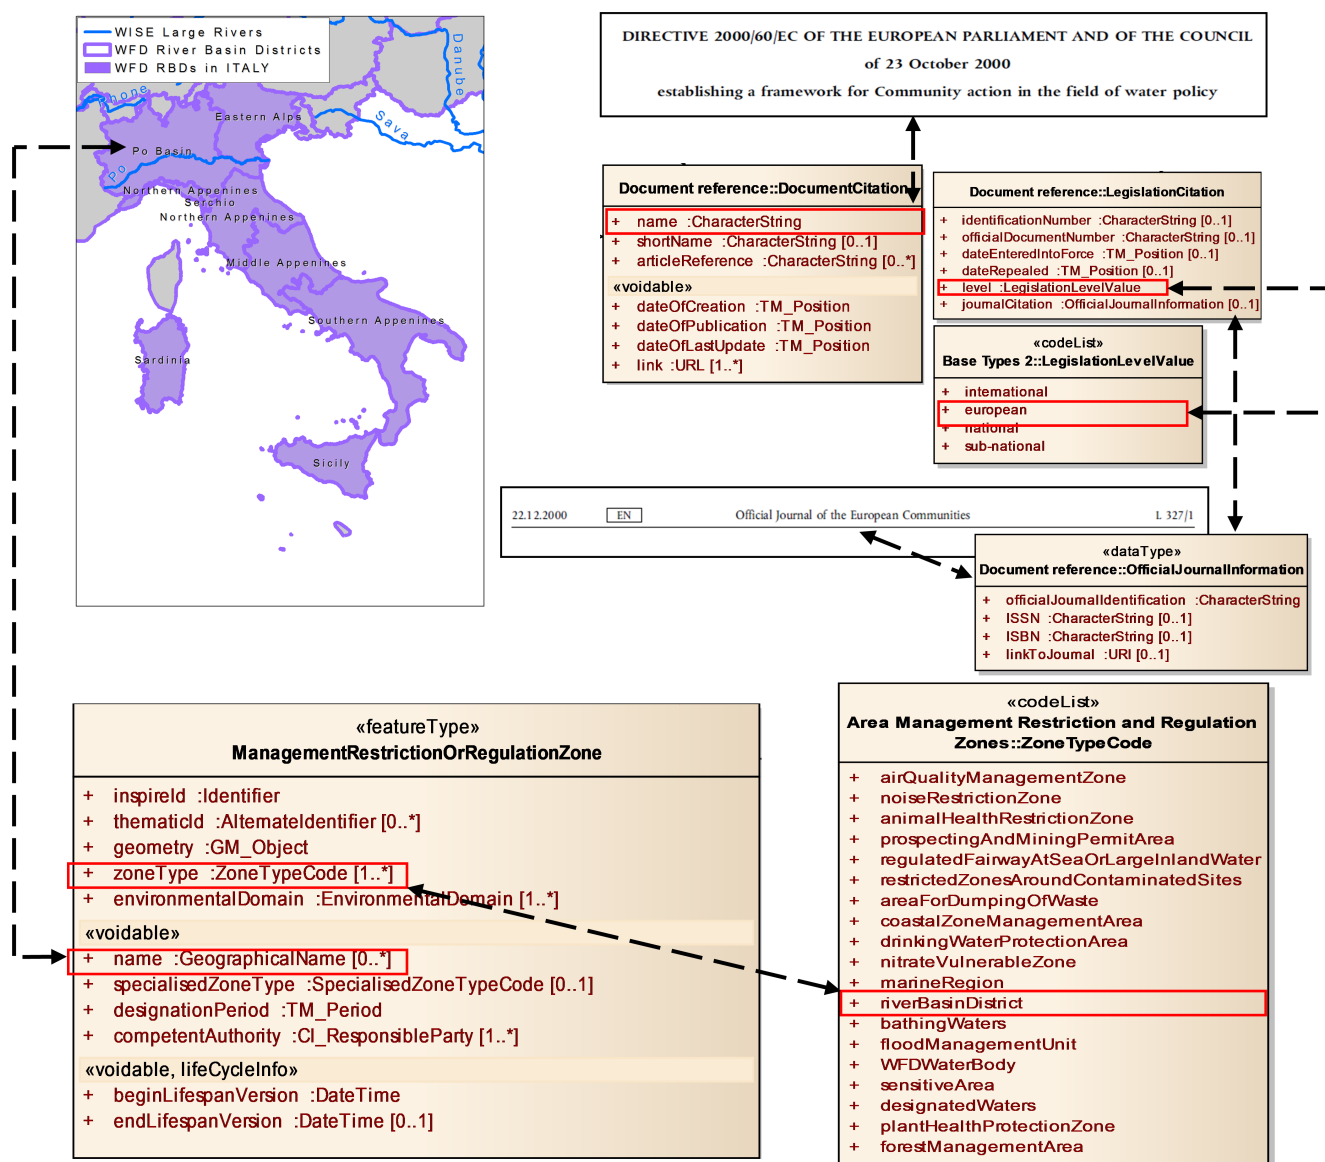 WISE Large Rivers
WFD River Basin Districts
WFD RBDs in ITALY
Rhone
Danube
Sava
Eastern Alps
Po Basin
Po
Northern Appenines
Serchio
Northern Appenines
Middle Appenines
Southern Appenines
Sardinia
Sicily
DIRECTIVE 2000/60/EC OF THE EUROPEAN PARLIAMENT AND OF THE COUNCIL
of 23 October 2000
establishing a framework for Community action in the field of water policy
Document reference::DocumentCitation
+ name :CharacterString
+ shortName :CharacterString [0..1]
+ articleReference :CharacterString [0..*]
«voidable»
+ dateOfCreation :TM_Position
+ dateOfPublication :TM_Position
+ dateOfLastUpdate :TM_Position
+ link :URL [1..*]
Document reference::LegislationCitation
+ identificationNumber :CharacterString [0..1]
+ officialDocumentNumber :CharacterString [0..1]
+ dateEnteredIntoForce :TM_Position [0..1]
+ dateRepealed :TM_Position [0..1]
+ level :LegislationLevelValue
+ journalCitation :OfficialJournalInformation [0..1]
«codeList»
Base Types 2::LegislationLevelValue
+ international
+ european
+ national
+ sub-national
22.12.2000 EN Official Journal of the European Communities L 327/1
«dataType»
Document reference::OfficialJournalInformation
+ officialJournalIdentification :CharacterString
+ ISSN :CharacterString [0..1]
+ ISBN :CharacterString [0..1]
+ linkToJournal :URI [0..1]
«featureType»
ManagementRestrictionOrRegulationZone
+ inspireId :Identifier
+ thematicId :AlternateIdentifier [0..*]
+ geometry :GM_Object
+ zoneType :ZoneTypeCode [1..*]
+ environmentalDomain :EnvironmentalDomain [1..*]
«voidable»
+ name :GeographicalName [0..*]
+ specialisedZoneType :SpecialisedZoneTypeCode [0..1]
+ designationPeriod :TM_Period
+ competentAuthority :CI_ResponsibleParty [1..*]
«voidable, lifeCycleInfo»
+ beginLifespanVersion :DateTime
+ endLifespanVersion :DateTime [0..1]
«codeList»
Area Management Restriction and Regulation
Zones::ZoneTypeCode
+ airQualityManagementZone
+ noiseRestrictionZone
+ animalHealthRestrictionZone
+ prospectingAndMiningPermitArea
+ regulatedFairwayAtSeaOrLargeInlandWater
+ restrictedZonesAroundContaminatedSites
+ areaForDumpingOfWaste
+ coastalZoneManagementArea
+ drinkingWaterProtectionArea
+ nitrateVulnerableZone
+ marineRegion
+ riverBasinDistrict
+ bathingWaters
+ floodManagementUnit
+ WFDWaterBody
+ sensitiveArea
+ designatedWaters
+ plantHealthProtectionZone
+ forestManagementArea